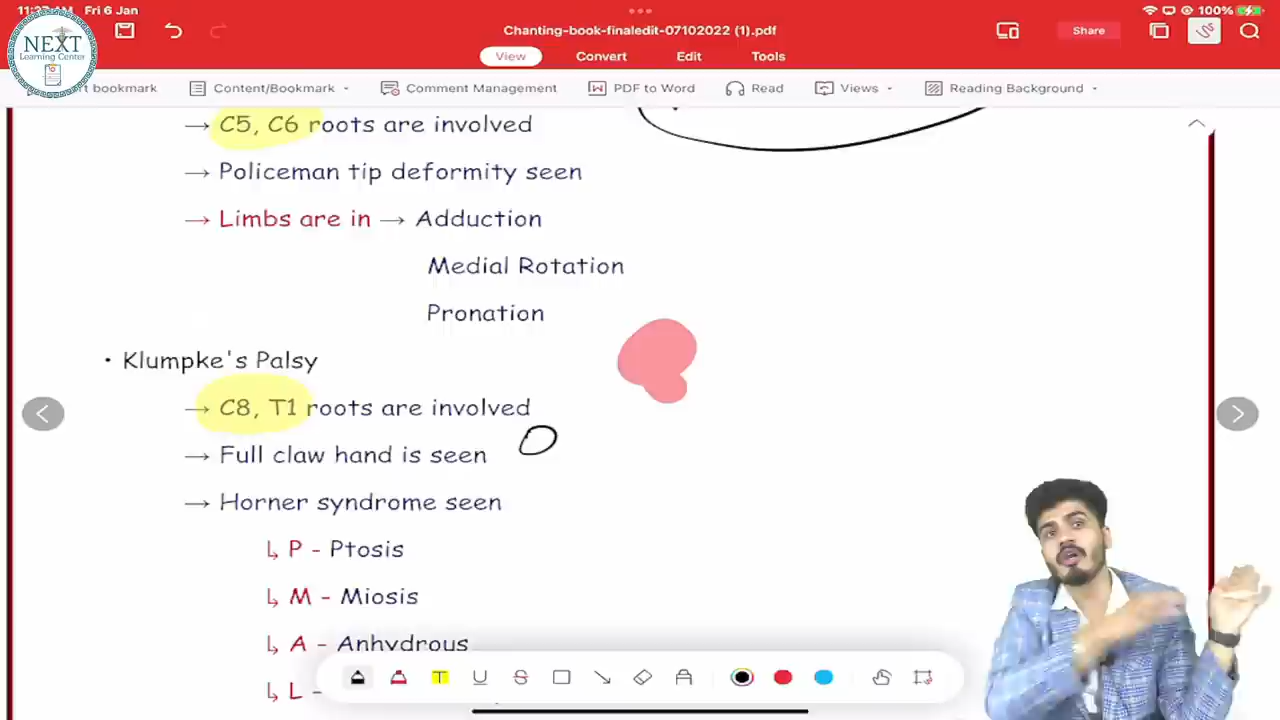 Fri 6 Jan
100%
NEXT
Learning Center
Chanting-book-finaledit-07102022 (1).pdf
Share
View
Convert
Edit
Tools
bookmark
Content/Bookmark
Comment Management
PDF to Word
Read
Views
Reading Background
→ C5, C6 roots are involved
→ Policeman tip deformity seen
→ Limbs are in → Adduction
Medial Rotation
Pronation
• Klumpke's Palsy
→ C8, T1 roots are involved
→ Full claw hand is seen
→ Horner syndrome seen
↳ P - Ptosis
↳ M - Miosis
↳ A - Anhydrous
↳ L -